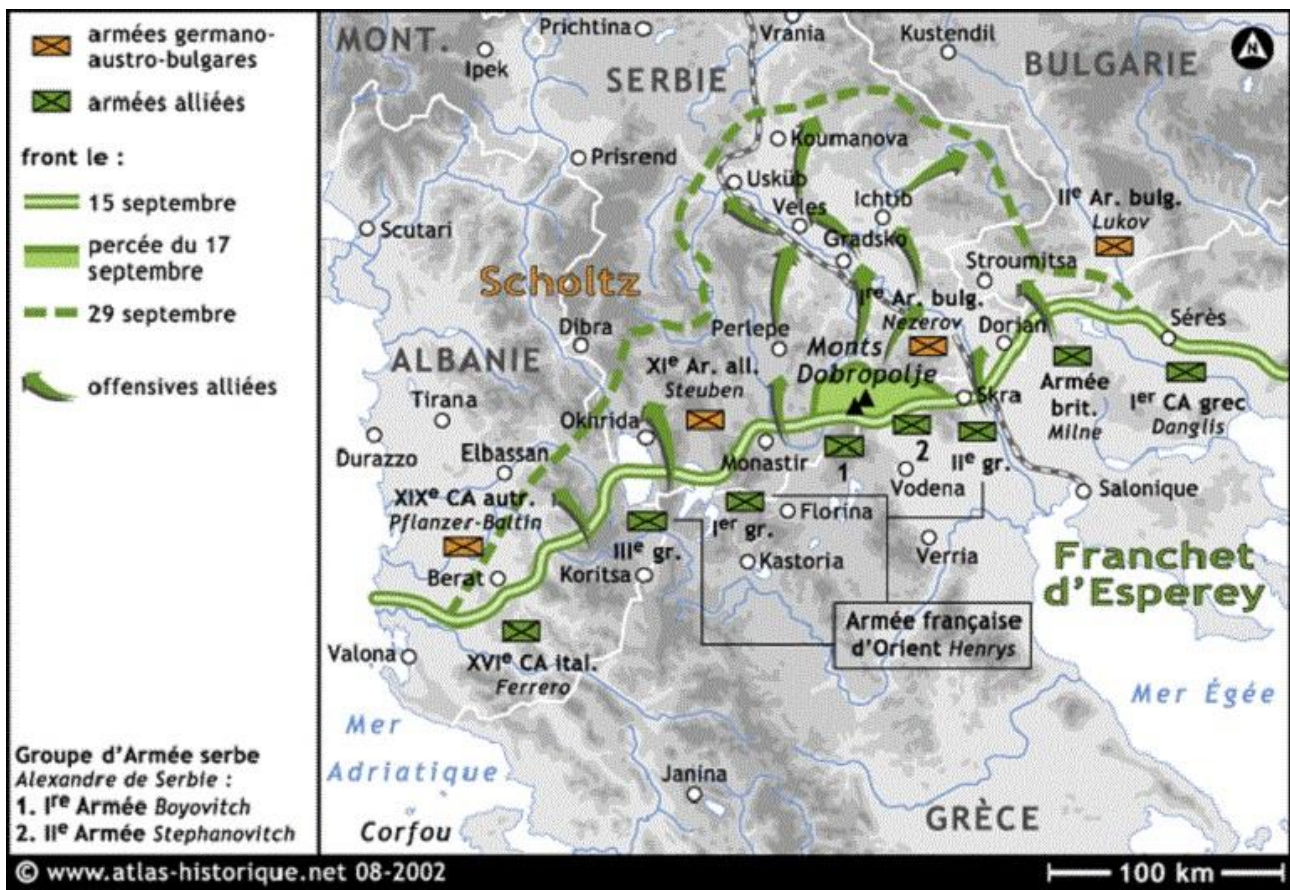 armées germano-
austro-bulgares
armées alliées
front le :
15 septembre
percée du 17
septembre
29 septembre
offensives alliées
Groupe d'Armée serbe
Alexandre de Serbie :
1. Ire Armée Boyovitch
2. IIe Armée Stephanovitch
MONT.
Ipek
Prichtina
SERBIE
Vrania
Kustendil
BULGARIE
N
Prisrend
Koumanova
Usküb
Scutari
Veles
Ichtib
Gradsko
IIe Ar. bulg.
Lukov
Stroumitsa
Scholtz
Dibra
Perlepe
Ire Ar. bulg.
Nezerov
Dorjan
Sérès
ALBANIE
XIe Ar. all.
Steuben
Monts
Dobropolje
Skra
Armée
brit.
Milne
Ier CA grec
Danglis
Tirana
Okhrida
Durazzo
Elbassan
Monastir
1
2
IIe gr.
Vodena
Salonique
XIXe CA autr.
Pflanzer-Baltin
Berat
IIIe gr.
Koritsa
Ier gr.
Florina
Kastoria
Verria
Franchet
d'Esperey
Armée française
d'Orient Henrys
Valona
XVIe CA ital.
Ferrero
Mer
Adriatique
Mer Égée
Janina
Corfou
GRÈCE
© www.atlas-historique.net 08-2002
100 km